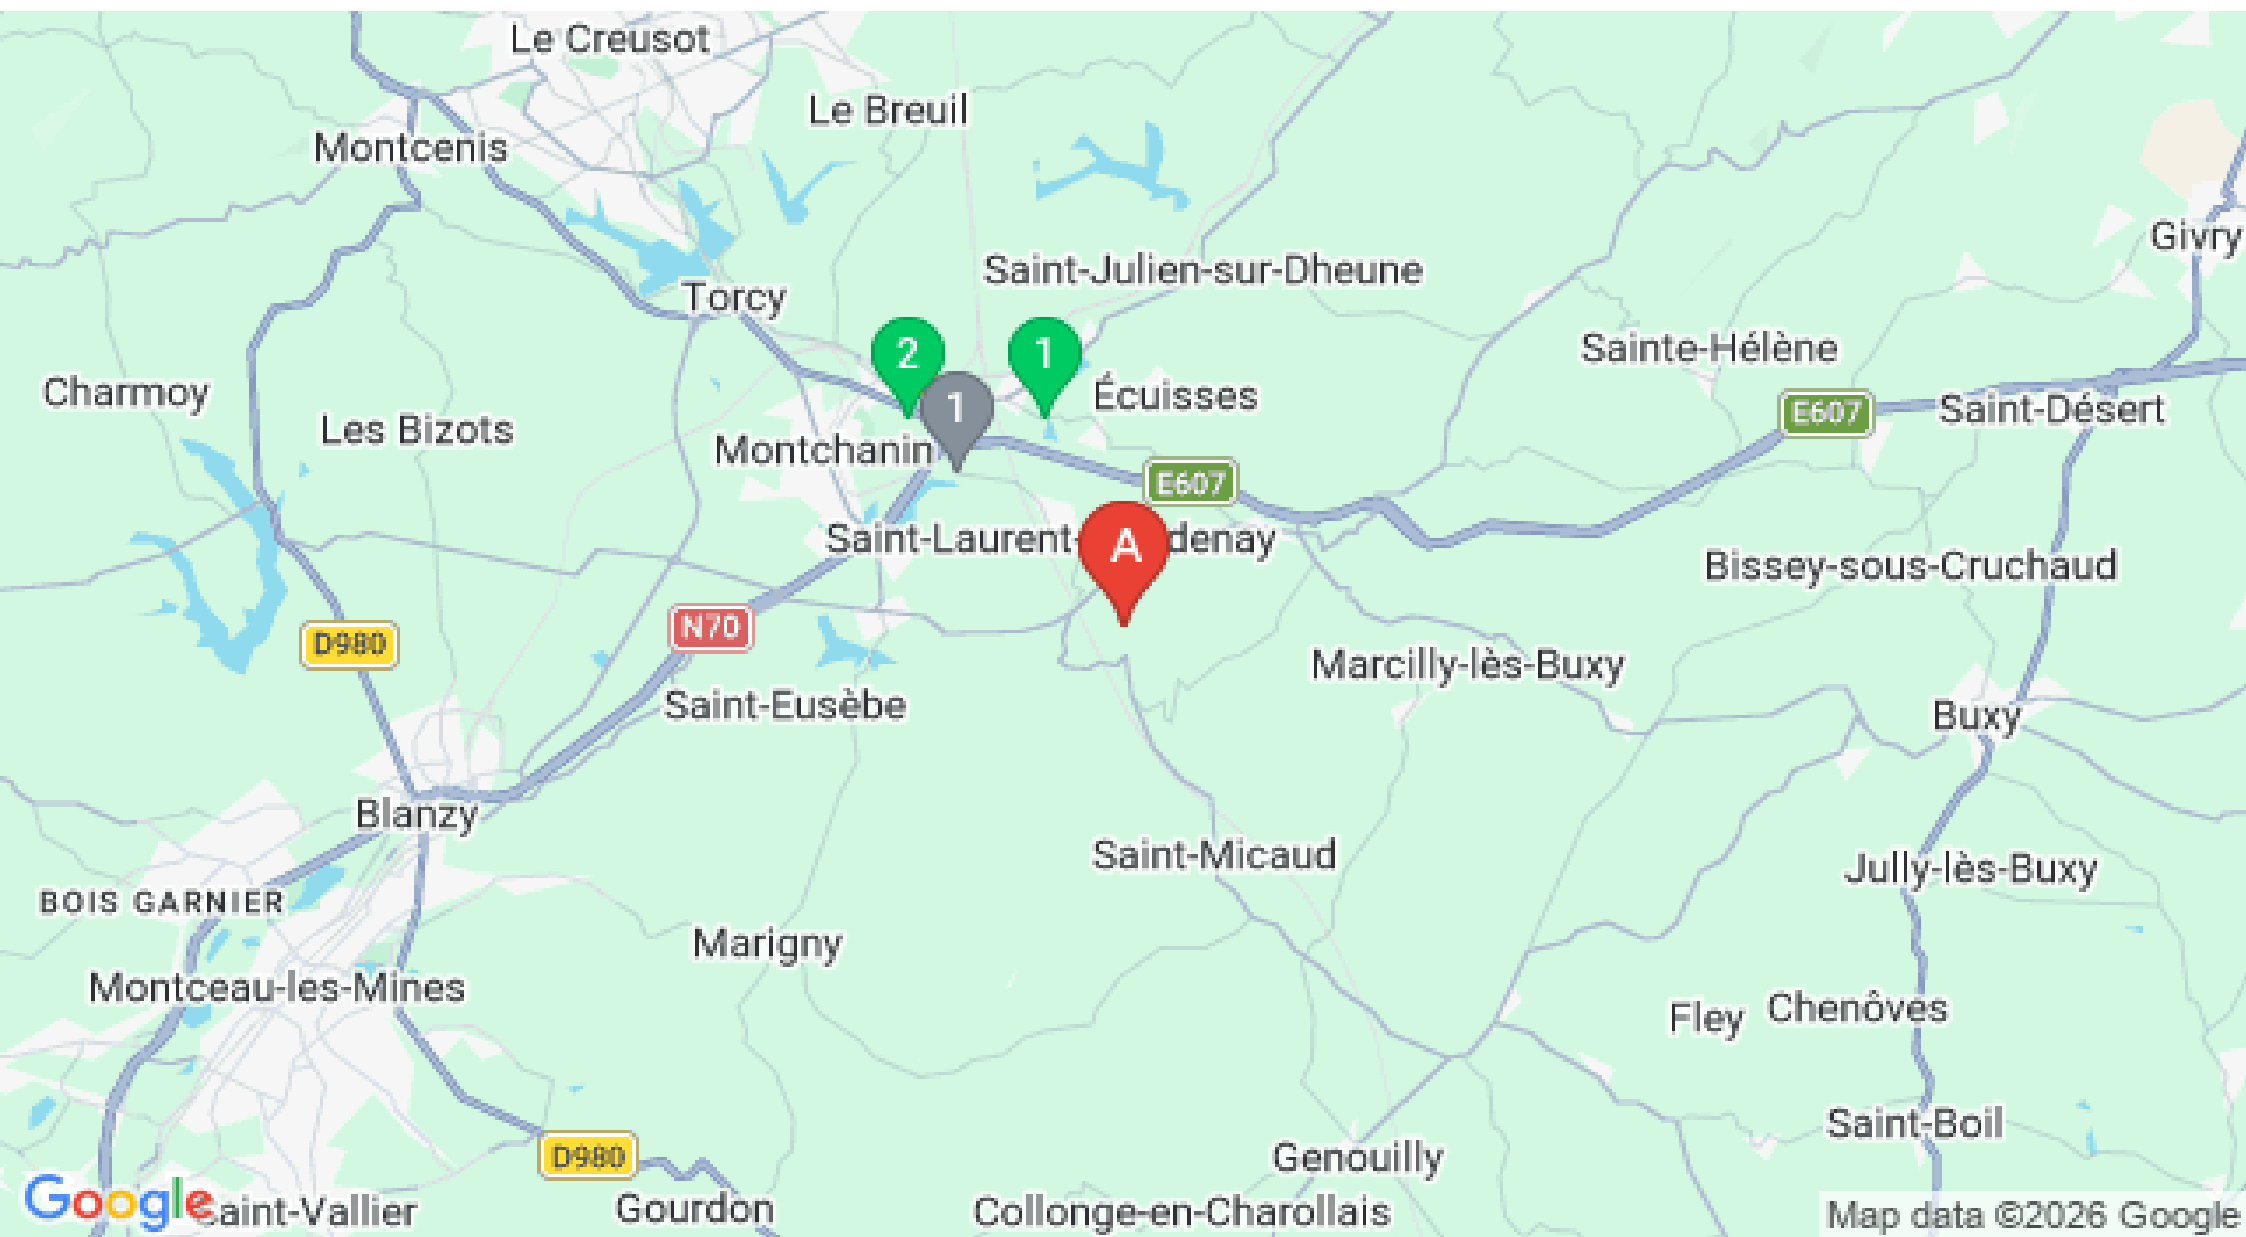 Le Creusot
Le Breuil
Montcenis
Givry
Saint-Julien-sur-Dheune
Torcy
2
1
Sainte-Hélène
Charmoy
Écuisses
1
E607
Saint-Désert
Les Bizots
Montchanin
E607
Saint-Laurent-
denay
A
Bissey-sous-Cruchaud
N70
D980
Marcilly-lès-Buxy
Saint-Eusèbe
Buxy
Blanzy
Saint-Micaud
Jully-lès-Buxy
BOIS GARNIER
Marigny
Montceau-les-Mines
Fley
Chenôves
Saint-Boil
D980
Genouilly
Google
Saint-Vallier
Gourdon
Collonge-en-Charollais
Map data ©2026 Google